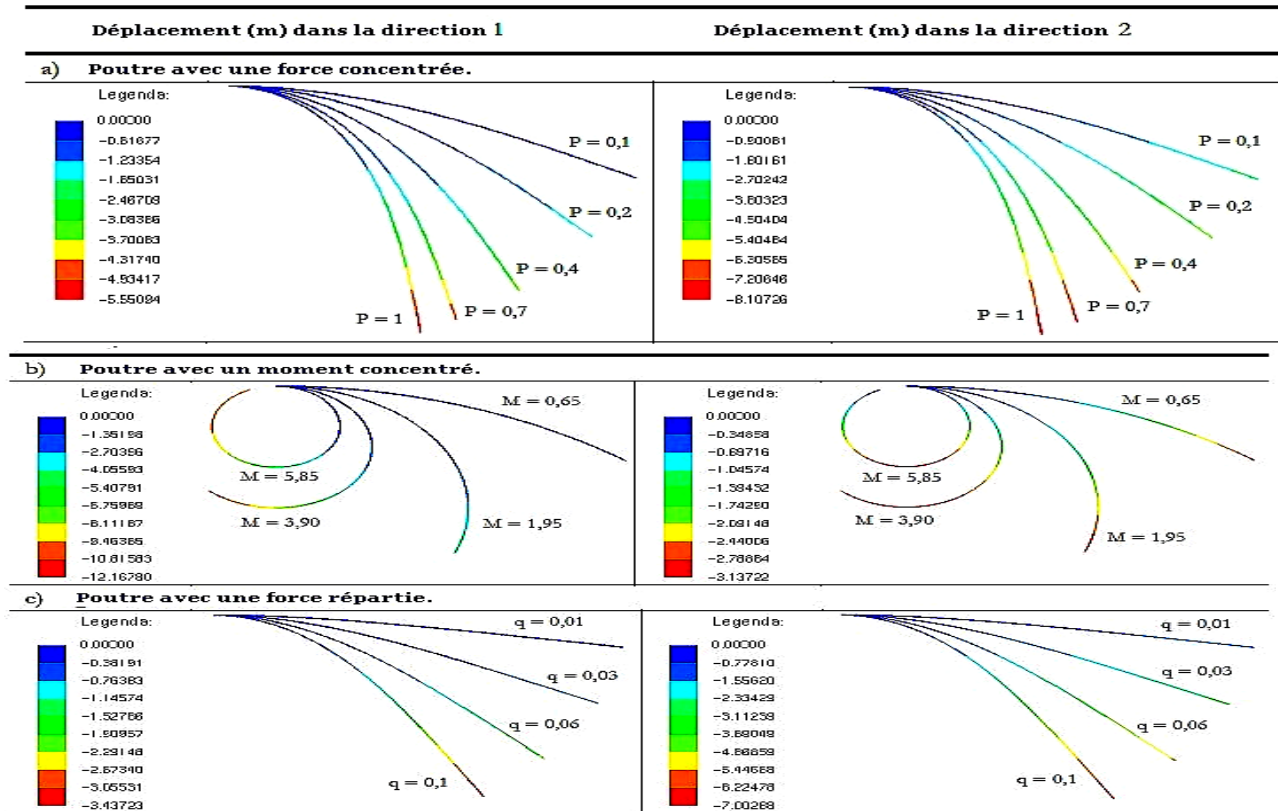 Déplacement (m) dans la direction 1
Déplacement (m) dans la direction 2
a) Poutre avec une force concentrée.
Legenda:
0.00000
-0.61677
-1.23354
-1.85031
-2.46709
-3.08386
-3.70063
-4.31740
-4.93417
-5.55094
P = 0,1
P = 0,2
P = 0,4
P = 0,7
P = 1
Legenda:
0.00000
-0.90081
-1.80161
-2.70242
-3.60323
-4.50404
-5.40484
-6.30565
-7.20646
-8.10726
P = 0,1
P = 0,2
P = 0,4
P = 0,7
P = 1
b) Poutre avec un moment concentré.
Legenda:
0.00000
-1.35198
-2.70396
-4.05593
-5.40791
-6.75989
-8.11187
-9.46385
-10.81583
-12.16780
M = 0,65
M = 5,85
M = 3,90
M = 1,95
Legenda:
0.00000
-0.34858
-0.69716
-1.04574
-1.39432
-1.74290
-2.09148
-2.44006
-2.78864
-3.13722
M = 0,65
M = 5,85
M = 3,90
M = 1,95
c) Poutre avec une force répartie.
Legenda:
0.00000
-0.38191
-0.76383
-1.14574
-1.52766
-1.90957
-2.29148
-2.67340
-3.05531
-3.43723
q = 0,01
q = 0,03
q = 0,06
q = 0,1
Legenda:
0.00000
-0.77810
-1.55620
-2.33429
-3.11239
-3.89049
-4.66859
-5.44669
-6.22478
-7.00288
q = 0,01
q = 0,03
q = 0,06
q = 0,1